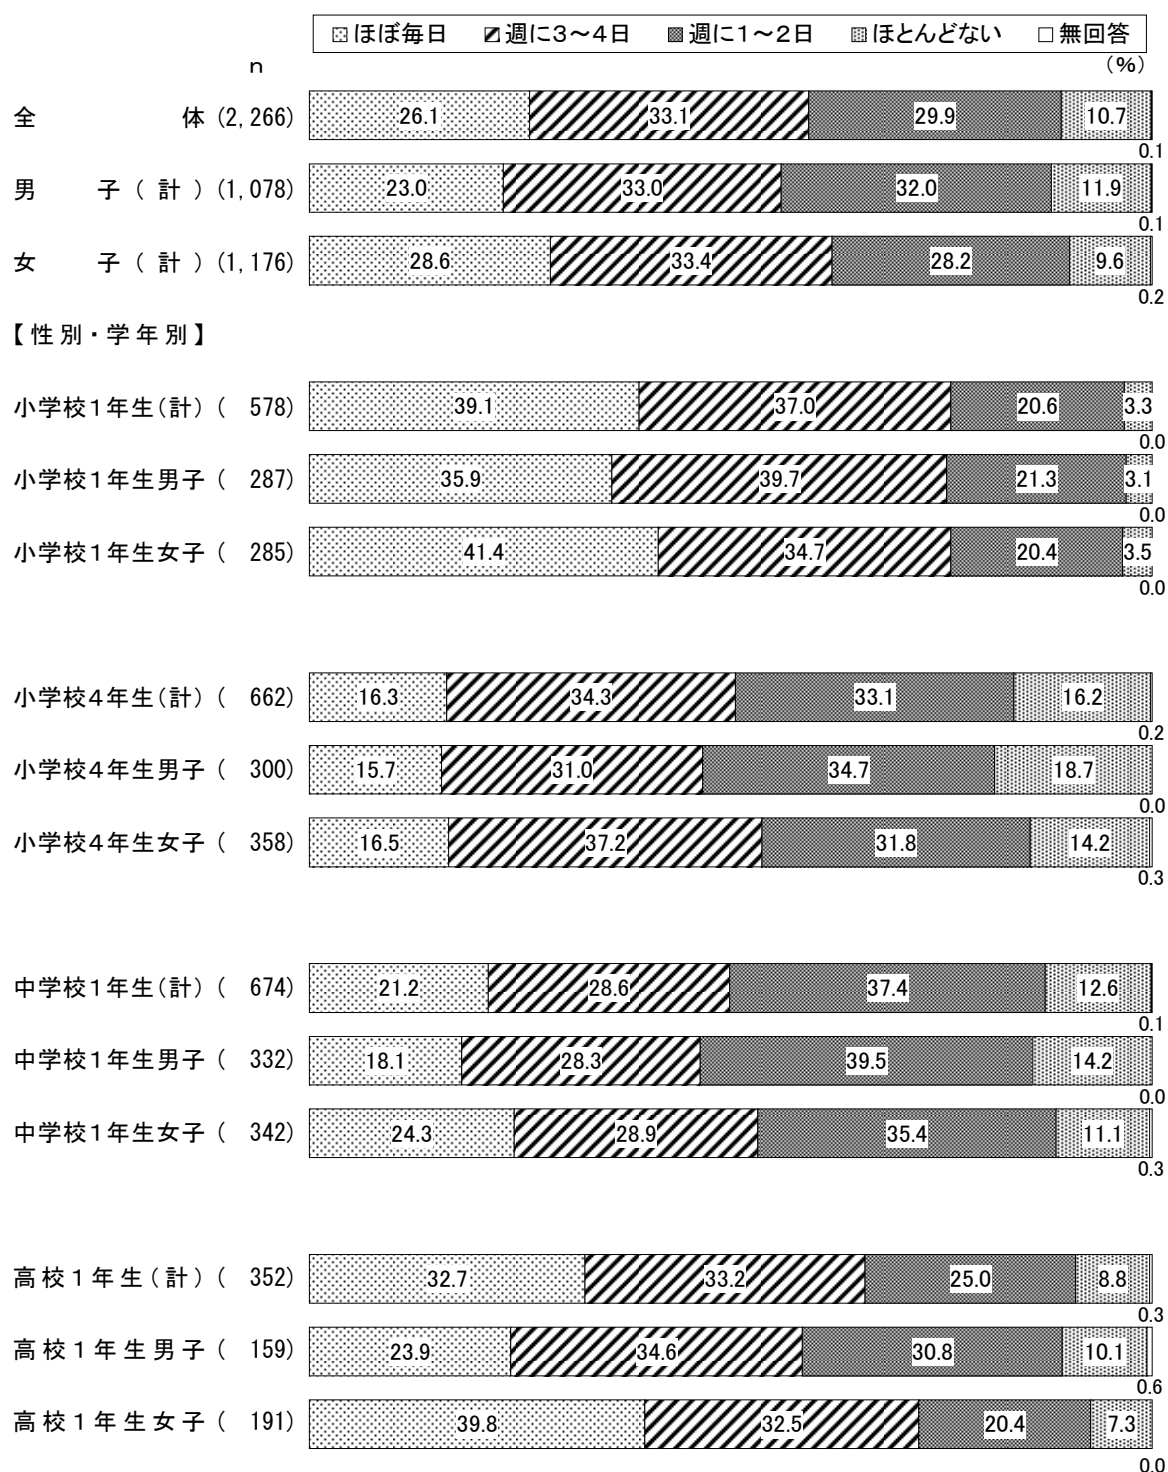 ほぼ毎日 週に3～4日 週に1～2日 ほとんどない 無回答
n (%)
全体 (2,266) 26.1 33.1 29.9 10.7
0.1
男子(計) (1,078) 23.0 33.0 32.0 11.9
0.1
女子(計) (1,176) 28.6 33.4 28.2 9.6
0.2
【性別・学年別】
小学校1年生(計) ( 578) 39.1 37.0 20.6 3.3
0.0
小学校1年生男子 ( 287) 35.9 39.7 21.3 3.1
0.0
小学校1年生女子 ( 285) 41.4 34.7 20.4 3.5
0.0
小学校4年生(計) ( 662) 16.3 34.3 33.1 16.2
0.2
小学校4年生男子 ( 300) 15.7 31.0 34.7 18.7
0.0
小学校4年生女子 ( 358) 16.5 37.2 31.8 14.2
0.3
中学校1年生(計) ( 674) 21.2 28.6 37.4 12.6
0.1
中学校1年生男子 ( 332) 18.1 28.3 39.5 14.2
0.0
中学校1年生女子 ( 342) 24.3 28.9 35.4 11.1
0.3
高校1年生(計) ( 352) 32.7 33.2 25.0 8.8
0.3
高校1年生男子 ( 159) 23.9 34.6 30.8 10.1
0.6
高校1年生女子 ( 191) 39.8 32.5 20.4 7.3
0.0